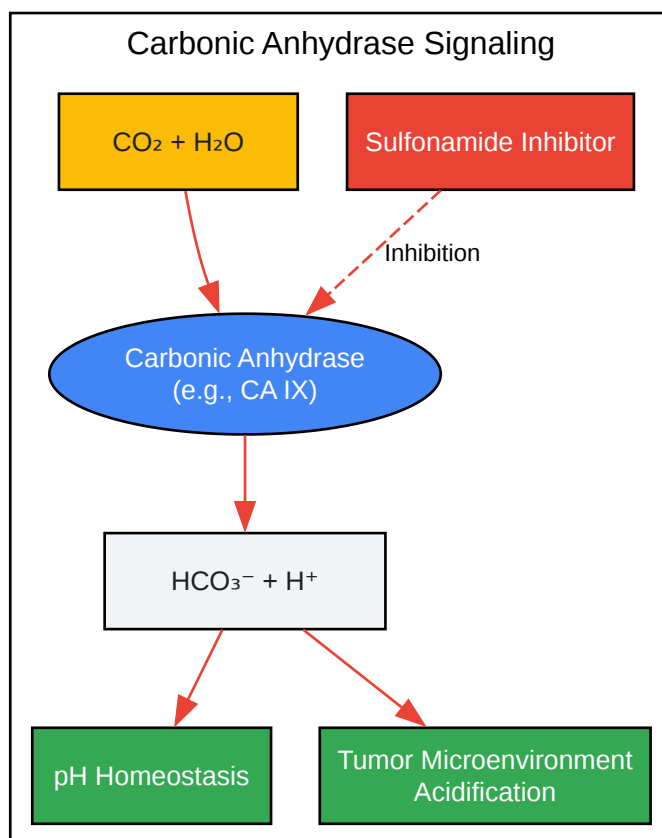 Carbonic Anhydrase Signaling
CO₂ + H₂O
Sulfonamide Inhibitor
Inhibition
Carbonic Anhydrase
(e.g., CA IX)
HCO₃⁻ + H⁺
pH Homeostasis
Tumor Microenvironment
Acidification